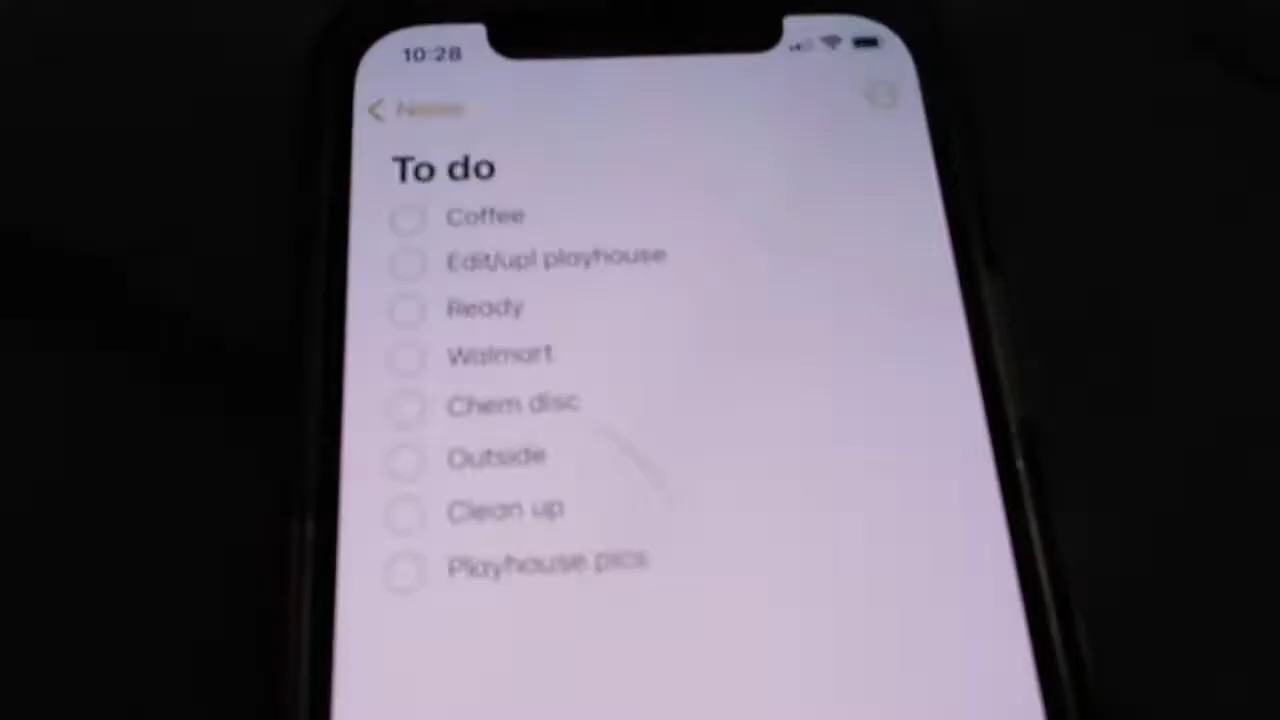 10:28
Notes
To do
Coffee
Edit/upl playhouse
Ready
Walmart
Chem disc
Outside
Clean up
Playhouse pics